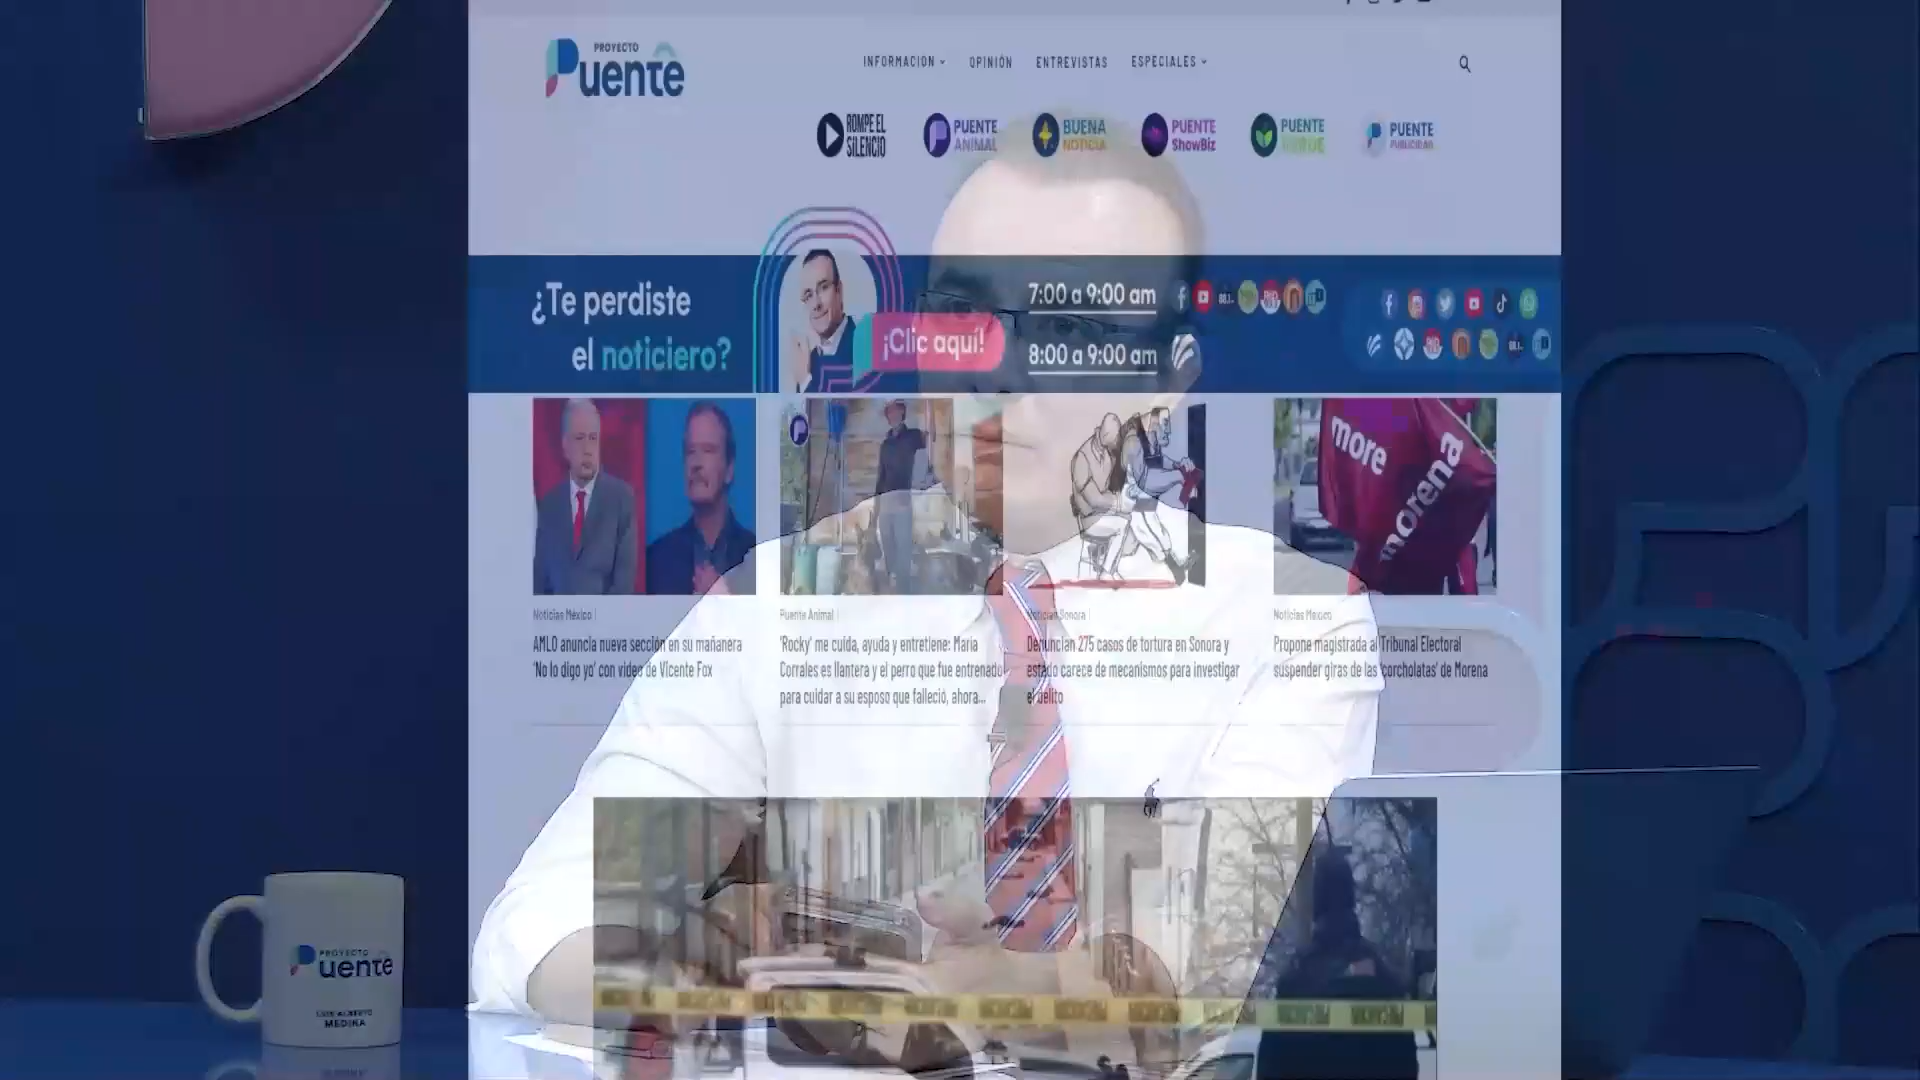 PROYECTO
Puente
INFORMACIÓN
OPINIÓN
ENTREVISTAS
ESPECIALES
ROMPE EL
SILENCIO
PUENTE
ANIMAL
BUENA
NOTICIA
PUENTE
ShowBiz
PUENTE
VERDE
PUENTE
PUBLICIDAD
¿Te perdiste
el noticiero?
¡Clic aquí!
7:00 a 9:00 am
8:00 a 9:00 am
more
morena
Noticias México
AMLO anuncia nueva sección en su mañanera
'No lo digo yo' con video de Vicente Fox
Puente Animal
'Rocky' me cuida, ayuda y entretiene: María
Corrales es llantera y el perro que fue entrenado
para cuidar a su esposo que falleció, ahora...
Noticias Sonora
Denuncian 275 casos de tortura en Sonora y
estado carece de mecanismos para investigar
el delito
Noticias México
Propone magistrada al Tribunal Electoral
suspender giras de las 'corcholatas' de Morena
PROYECTO
Puente
LUIS ALBERTO
MEDINA